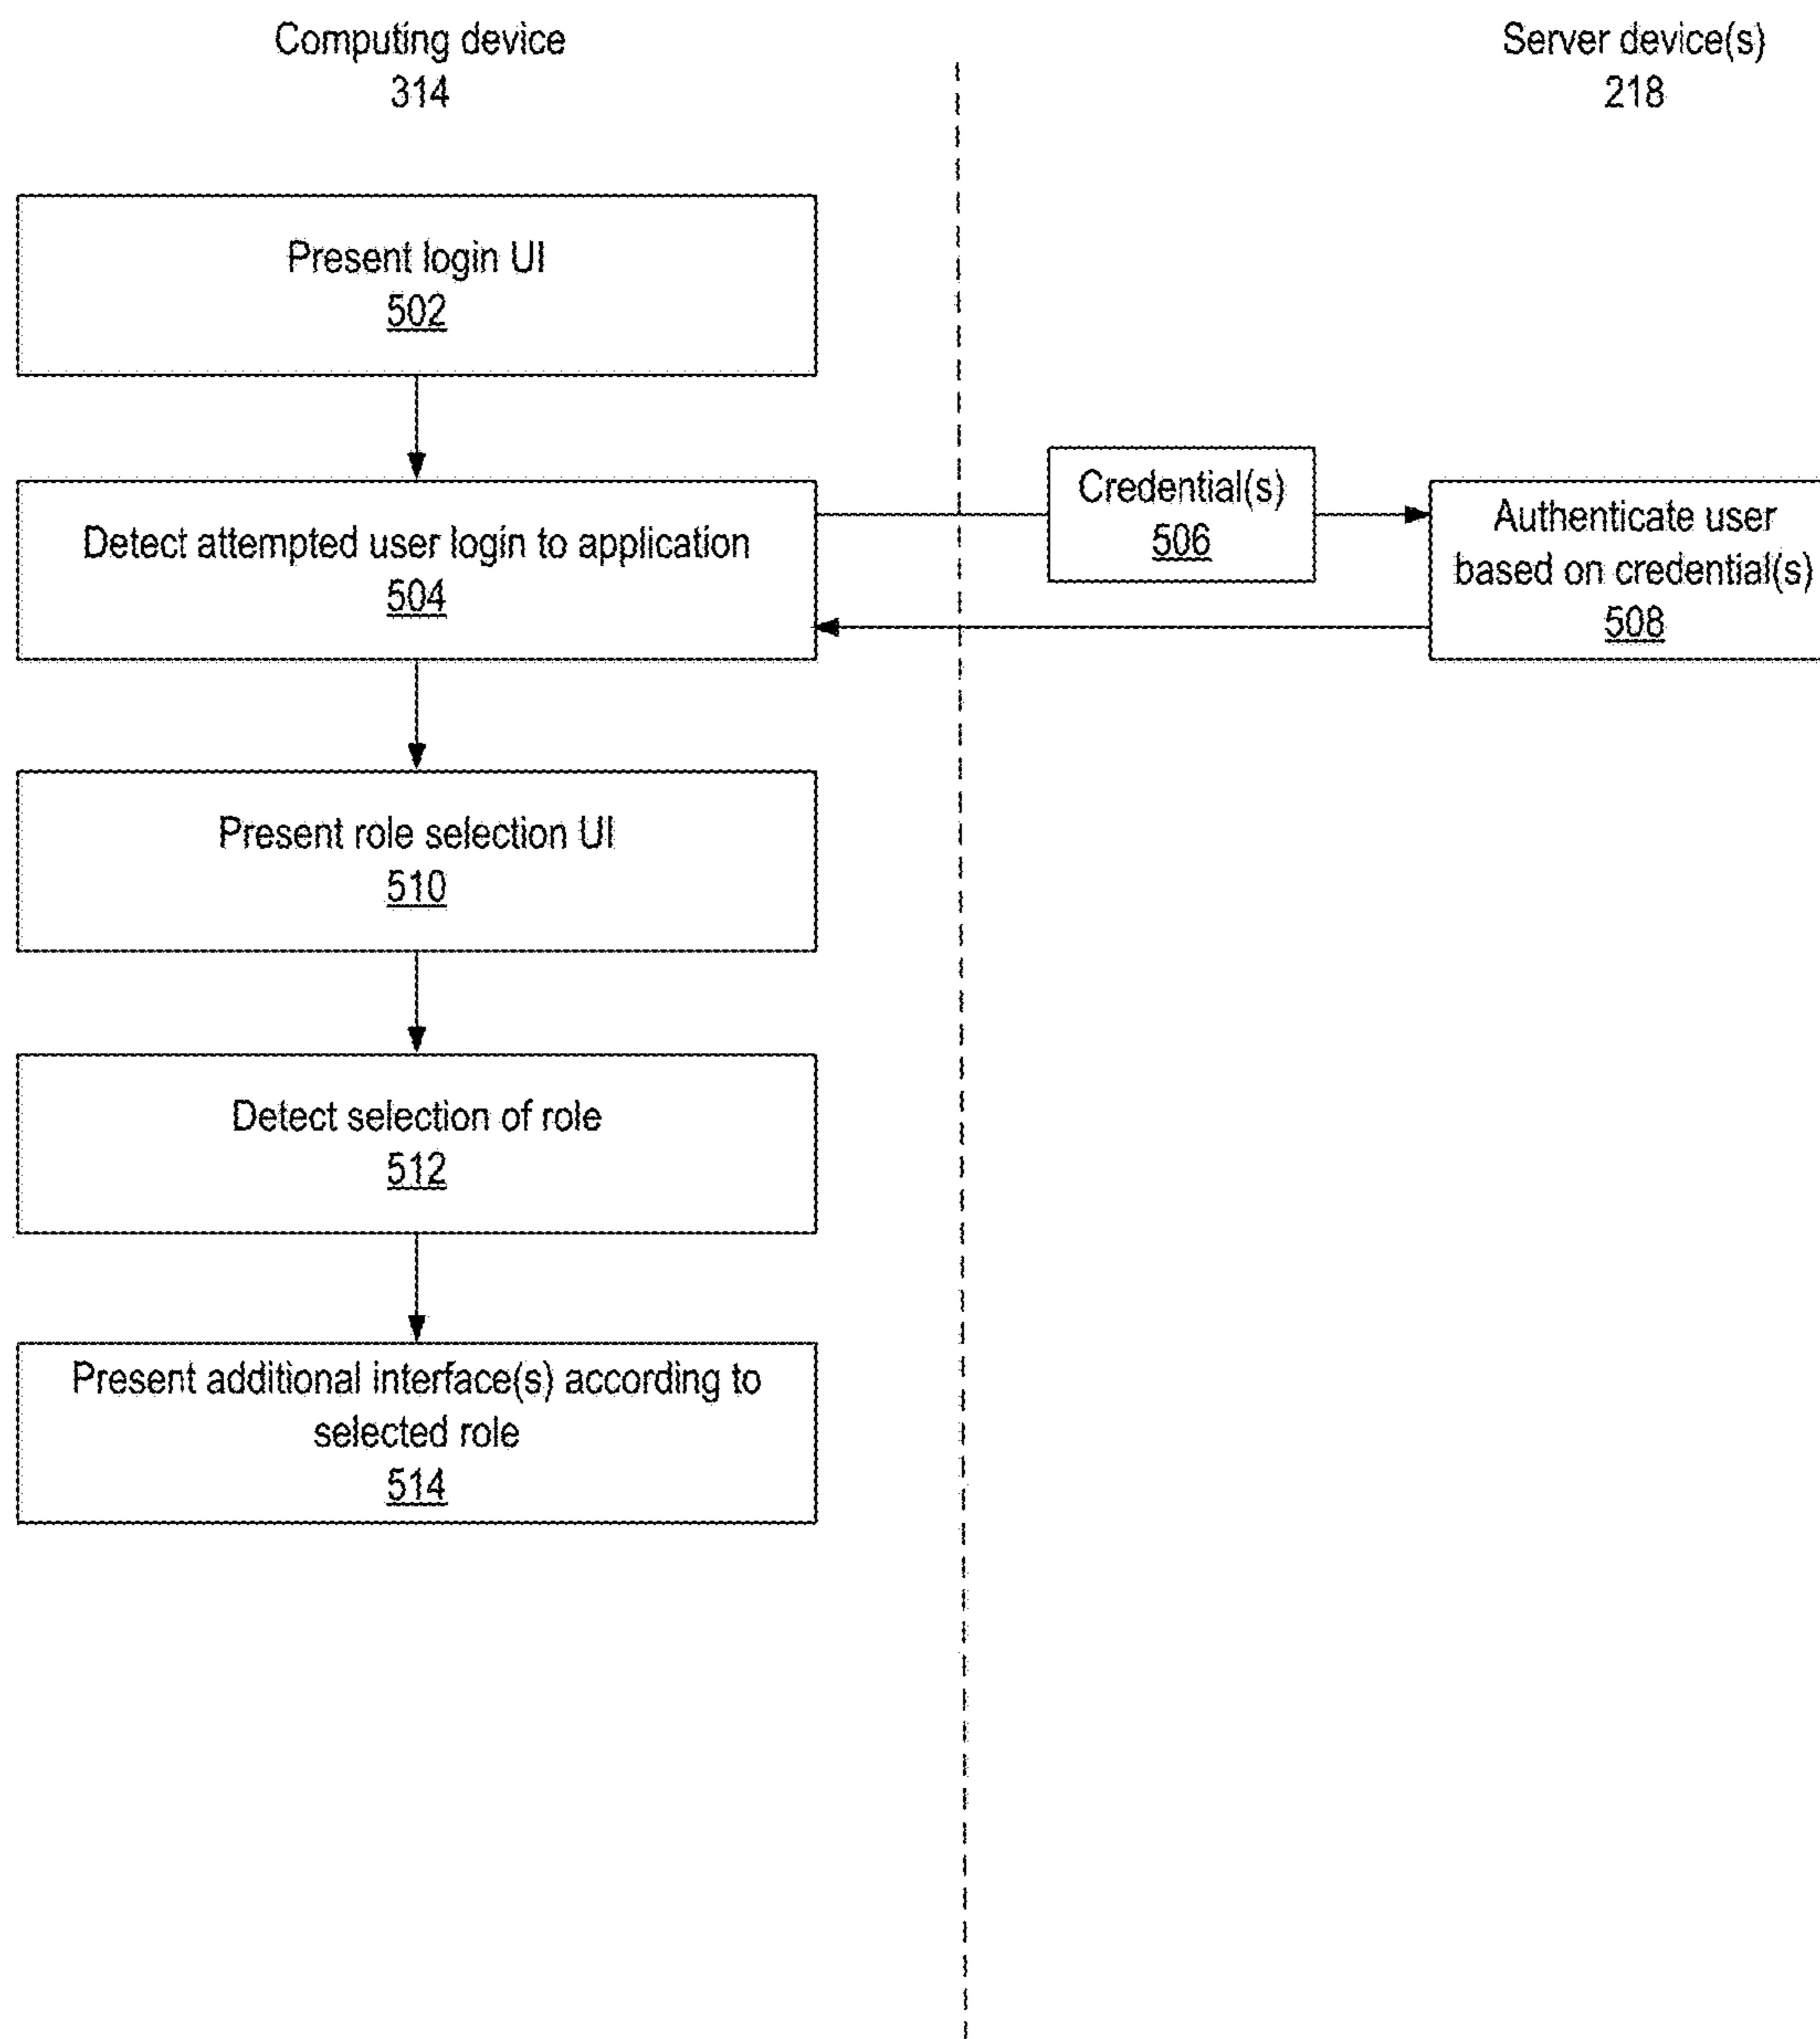 Computing device
314
Server device(s)
218
Present login UI
502
Detect attempted user login to application
504
Credential(s)
506
Authenticate user
based on credential(s)
508
Present role selection UI
510
Detect selection of role
512
Present additional interface(s) according to
selected role
514